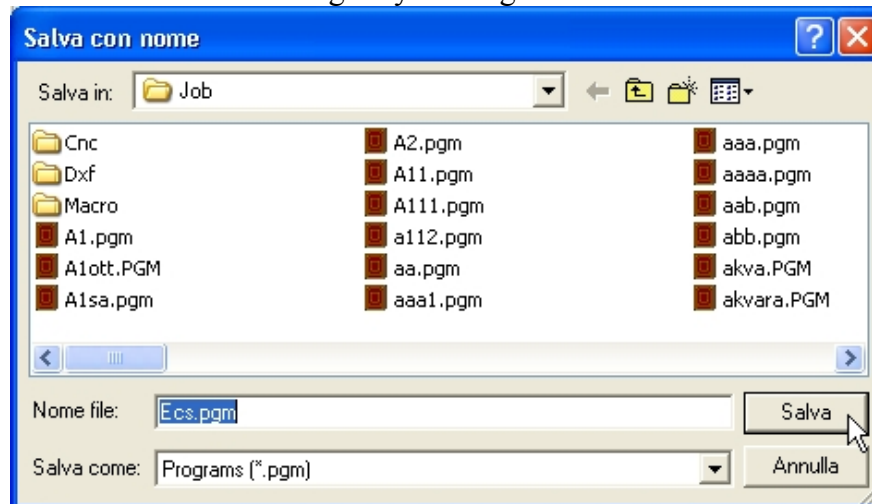 Salva con nome
Salva in: Job
Cnc A2.pgm aaa.pgm
Dxf A11.pgm aaaa.pgm
Macro A111.pgm aab.pgm
A1.pgm a112.pgm abb.pgm
A1ott.PGM aa.pgm akva.PGM
A1sa.pgm aaa1.pgm akvara.PGM
Nome file: Ecs.pgm Salva
Salva come: Programs (*.pgm) Annulla